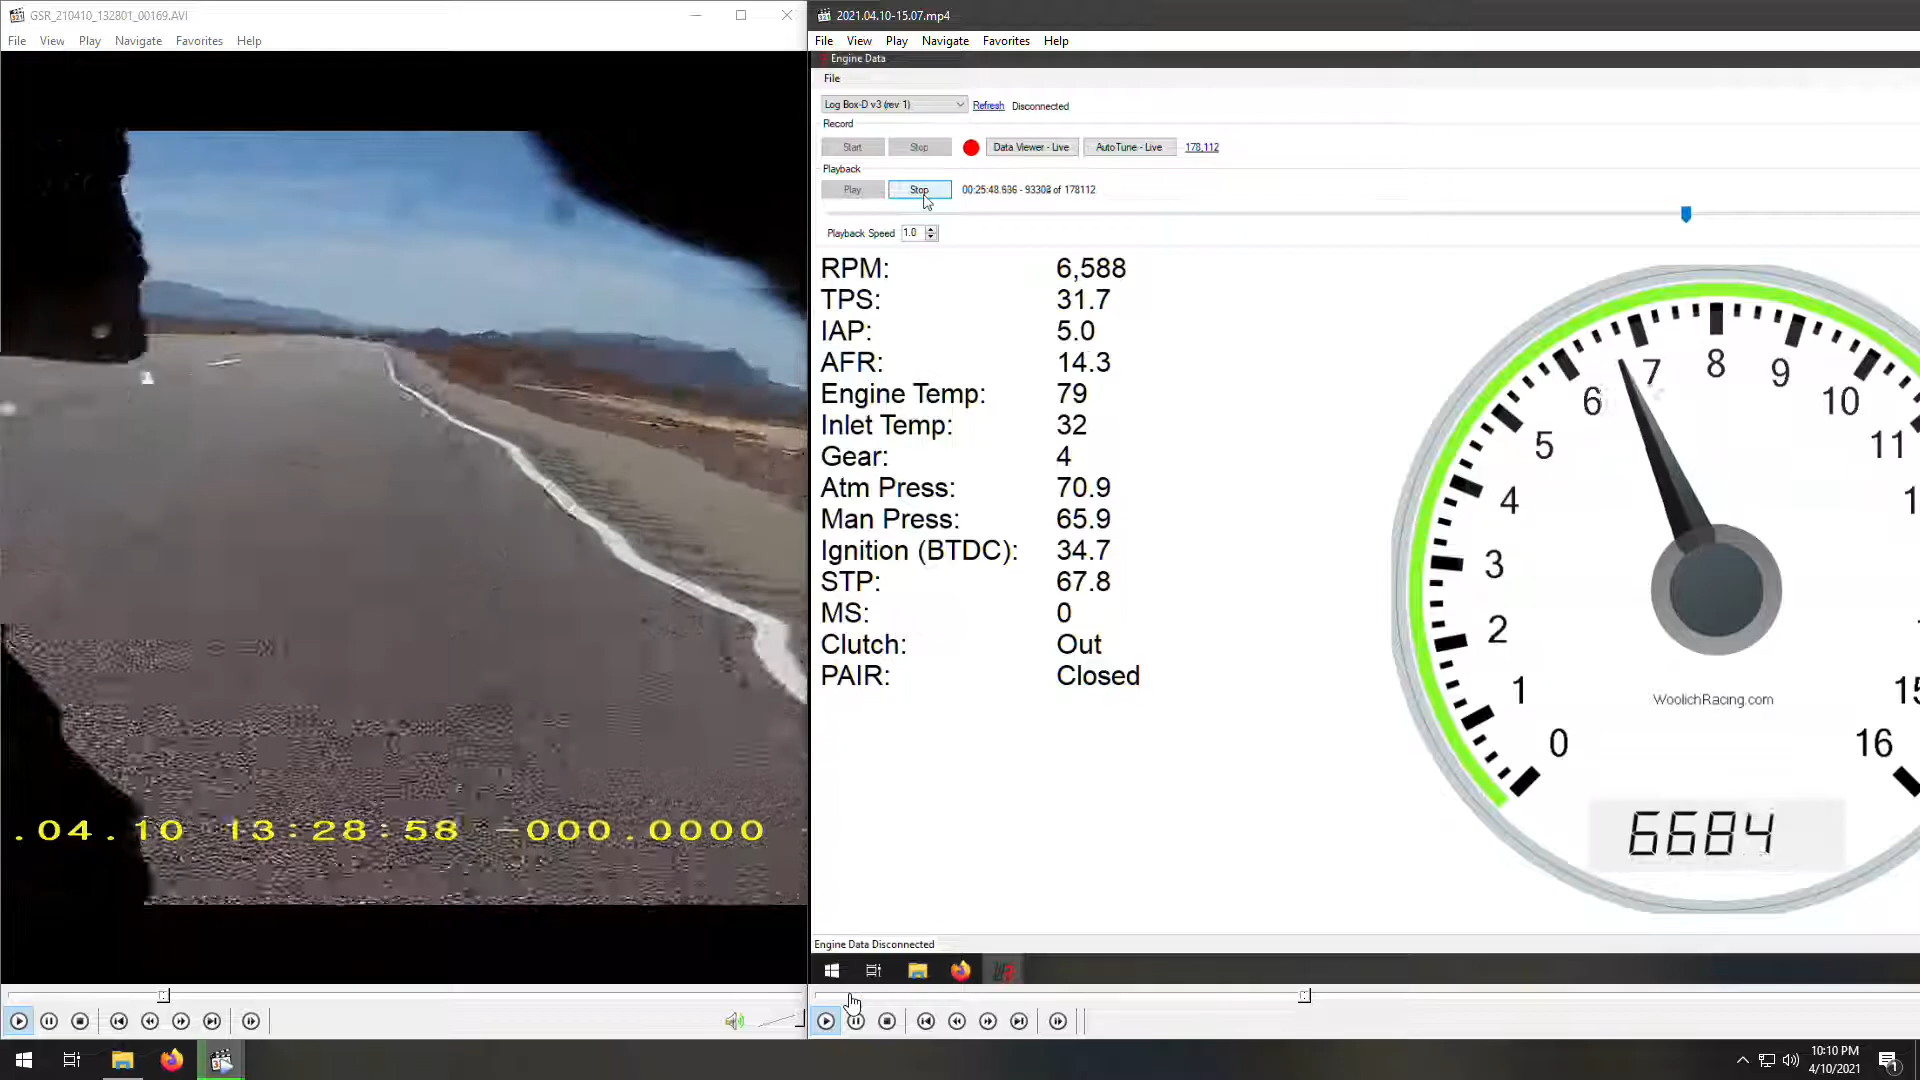 GSR_210410_132801_00169.AVI
File View Play Navigate Favorites Help
.04.10 13:28:58 -000.0000
2021.04.10-15.07.mp4
File View Play Navigate Favorites Help
Engine Data
File
Log Box-D v3 (rev 1) Refresh Disconnected
Record
Start Stop Data Viewer - Live AutoTune - Live 178,112
Playback
Play Stop 00:25:48.636 - 93308 of 178112
Playback Speed 1.0
RPM: 6,588
TPS: 31.7
IAP: 5.0
AFR: 14.3
Engine Temp: 79
Inlet Temp: 32
Gear: 4
Atm Press: 70.9
Man Press: 65.9
Ignition (BTDC): 34.7
STP: 67.8
MS: 0
Clutch: Out
PAIR: Closed
0
1
2
3
4
5
6
7
8
9
10
11
15
16
WoolichRacing.com
6684
Engine Data Disconnected
10:10 PM
4/10/2021
1